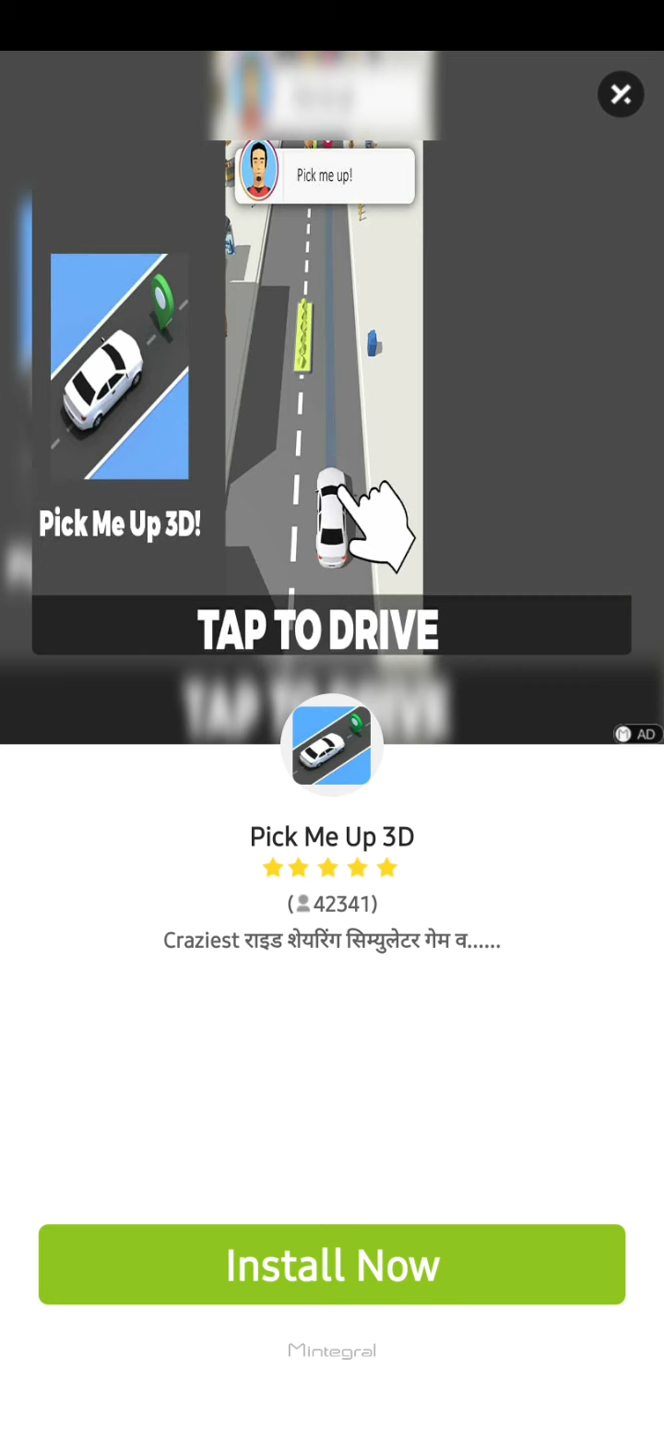 Pick me up!
Pick Me Up 3D!
TAP TO DRIVE
AD
Pick Me Up 3D
(42341)
Craziest राइड शेयरिंग सिम्युलेटर गेम व......
Install Now
Mintegral